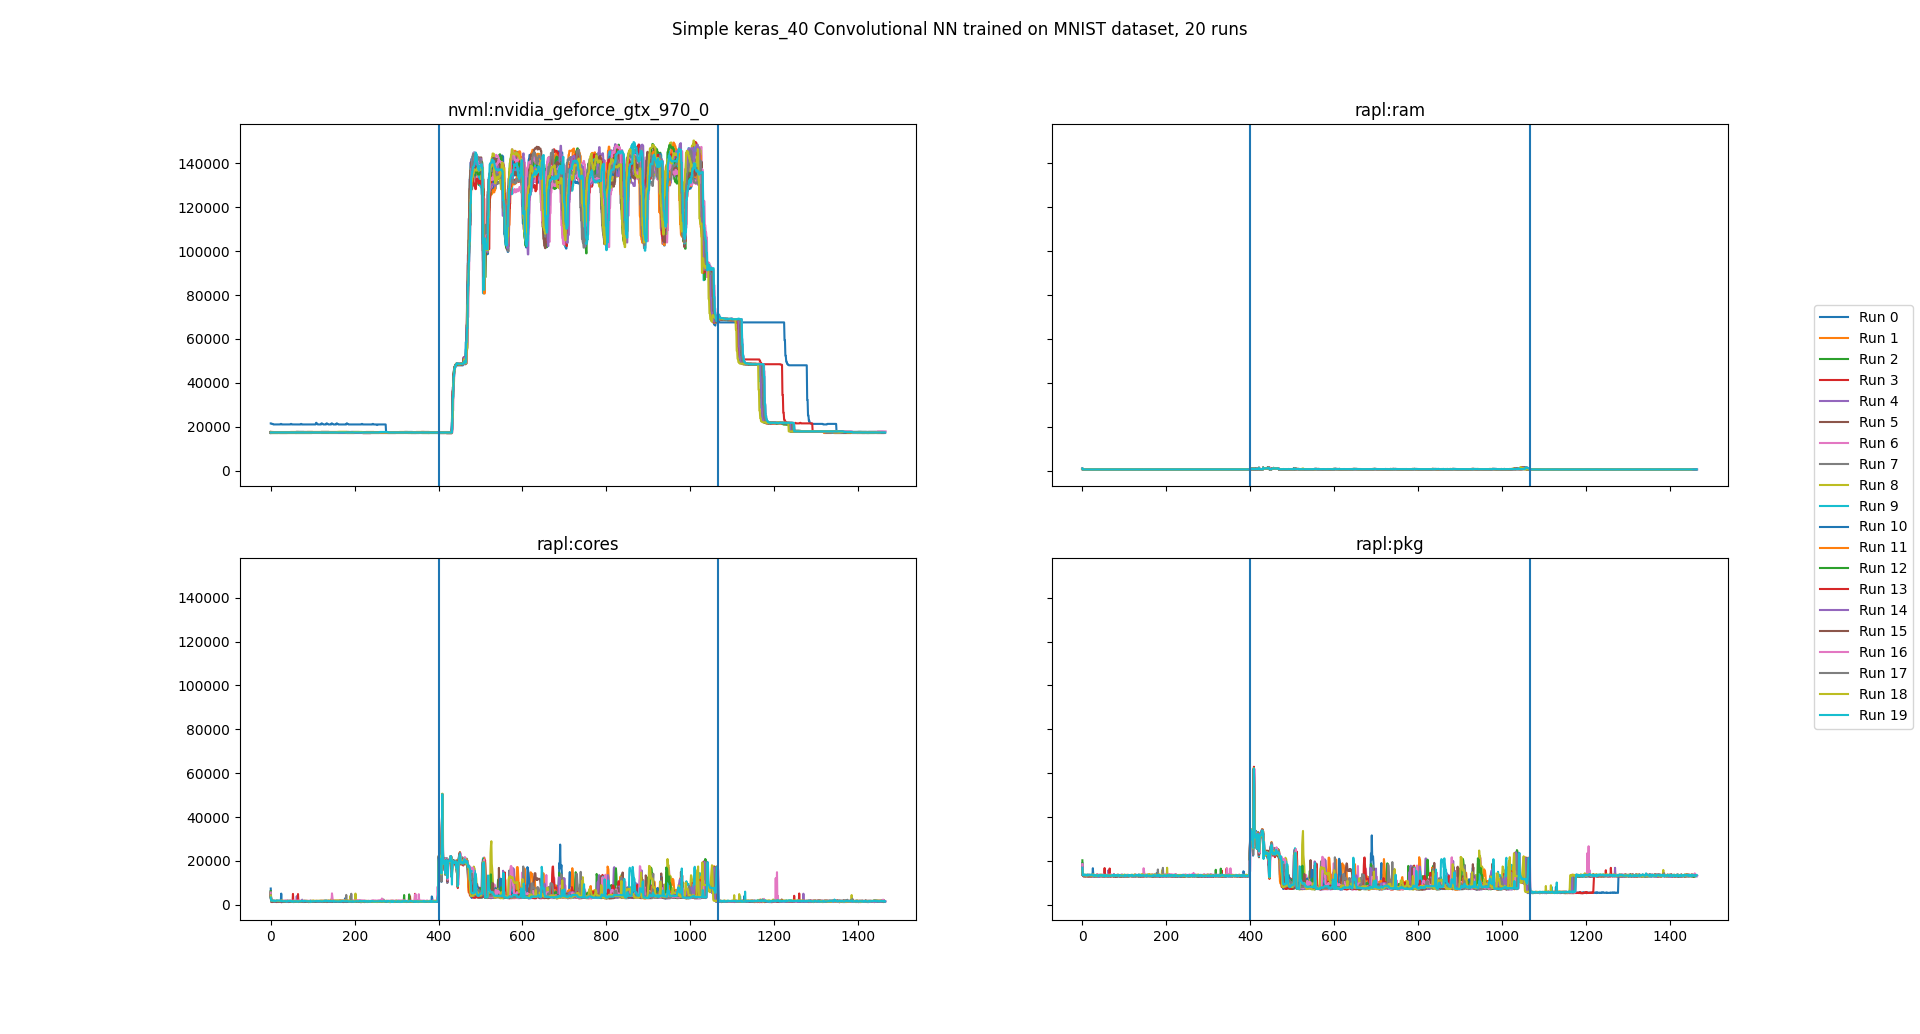 Simple keras_40 Convolutional NN trained on MNIST dataset, 20 runs
nvml:nvidia_geforce_gtx_970_0
140000
120000
100000
80000
60000
40000
20000
0
0 200 400 600 800 1000 1200 1400
rapl:ram
0 200 400 600 800 1000 1200 1400
rapl:cores
140000
120000
100000
80000
60000
40000
20000
0
rapl:pkg
Run 0
Run 1
Run 2
Run 3
Run 4
Run 5
Run 6
Run 7
Run 8
Run 9
Run 10
Run 11
Run 12
Run 13
Run 14
Run 15
Run 16
Run 17
Run 18
Run 19